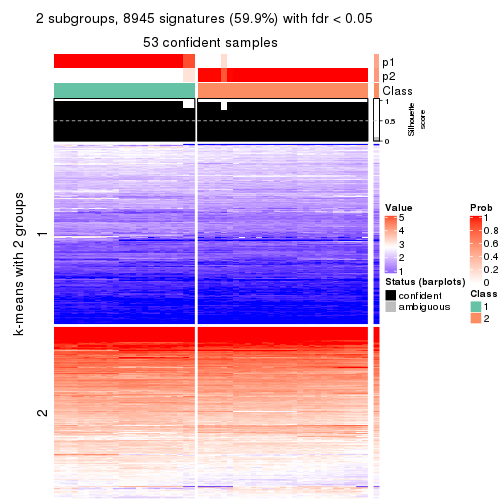 2 subgroups, 8945 signatures (59.9%) with fdr < 0.05
53 confident samples
p1
p2
Class
1
0.5
0
Silhouette
score
k-means with 2 groups
1
2
Value
5
4
3
2
1
Prob
1
0.8
0.6
0.4
0.2
0
Status (barplots)
confident
ambiguous
Class
1
2